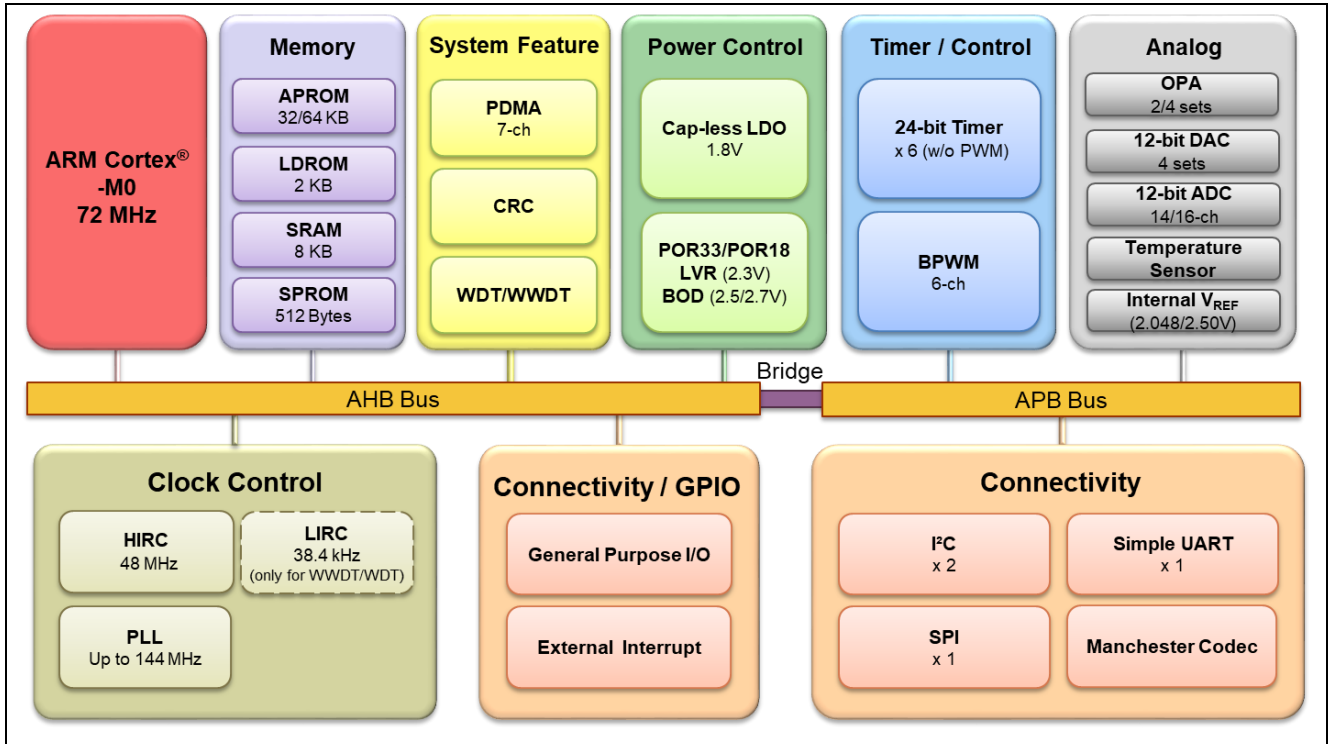 ARM Cortex®
-M0
72 MHz
Memory
APROM
32/64 KB
LDROM
2 KB
SRAM
8 KB
SPROM
512 Bytes
System Feature
PDMA
7-ch
CRC
WDT/WWDT
Power Control
Cap-less LDO
1.8V
POR33/POR18
LVR (2.3V)
BOD (2.5/2.7V)
Timer / Control
24-bit Timer
x 6 (w/o PWM)
BPWM
6-ch
Analog
OPA
2/4 sets
12-bit DAC
4 sets
12-bit ADC
14/16-ch
Temperature
Sensor
Internal VREF
(2.048/2.50V)
Bridge
AHB Bus
APB Bus
Clock Control
HIRC
48 MHz
LIRC
38.4 kHz
(only for WWDT/WDT)
PLL
Up to 144 MHz
Connectivity / GPIO
General Purpose I/O
External Interrupt
Connectivity
I²C
x 2
Simple UART
x 1
SPI
x 1
Manchester Codec